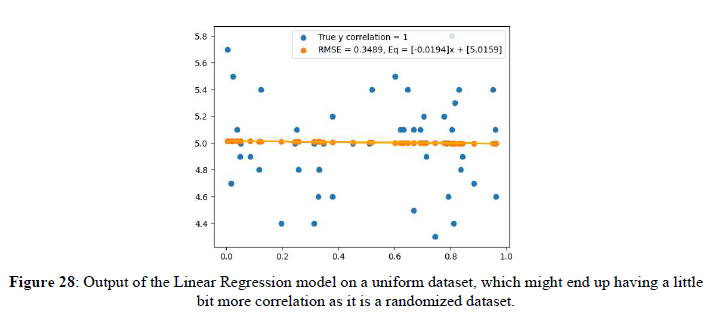 5.8
5.6
5.4
5.2
5.0
4.8
4.6
4.4
0.0 0.2 0.4 0.6 0.8 1.0
True y correlation = 1
RMSE = 0.3489, Eq = [-0.0194]x + [5.0159]
Figure 28: Output of the Linear Regression model on a uniform dataset, which might end up having a little
bit more correlation as it is a randomized dataset.